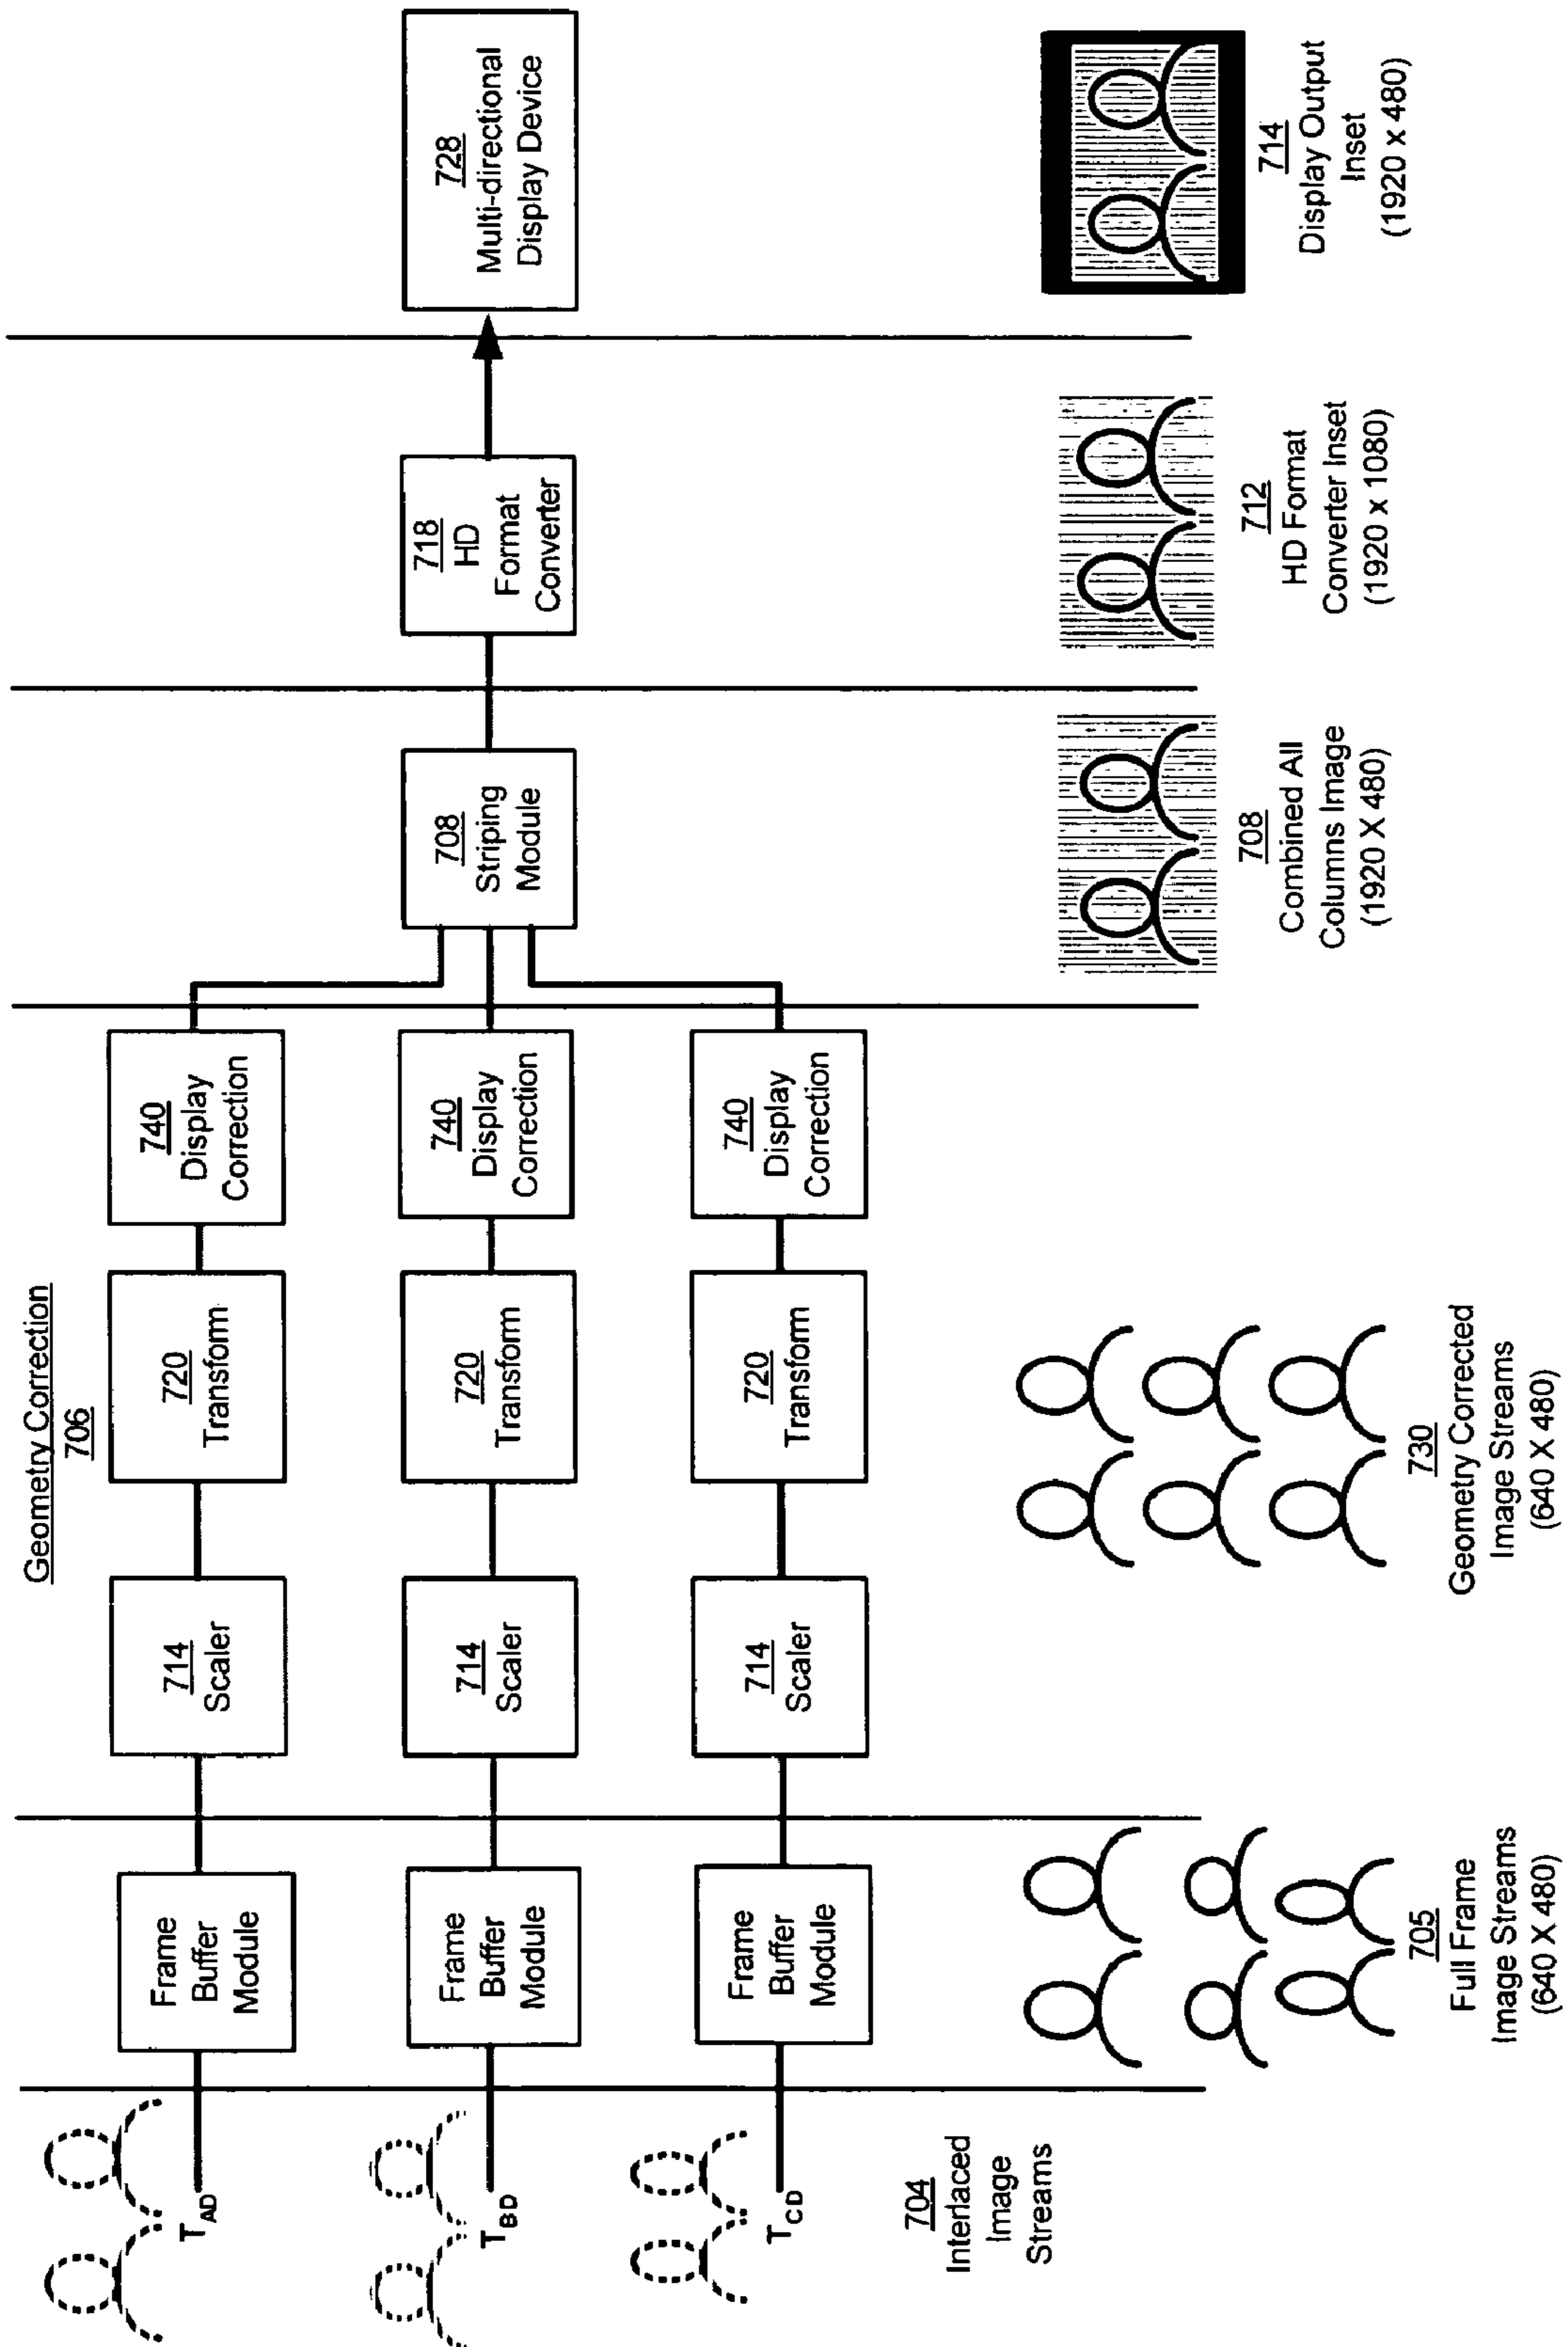 Geometry Correction
706
T_AD
Frame
Buffer
Module
714
Scaler
720
Transform
740
Display
Correction
T_BD
Frame
Buffer
Module
714
Scaler
720
Transform
740
Display
Correction
708
Striping
Module
718
HD
Format
Converter
728
Multi-directional
Display Device
T_CD
Frame
Buffer
Module
714
Scaler
720
Transform
740
Display
Correction
704
Interlaced
Image
Streams
705
Full Frame
Image Streams
(640 X 480)
730
Geometry Corrected
Image Streams
(640 X 480)
708
Combined All
Columns Image
(1920 X 480)
712
HD Format
Converter Inset
(1920 x 1080)
714
Display Output
Inset
(1920 x 480)